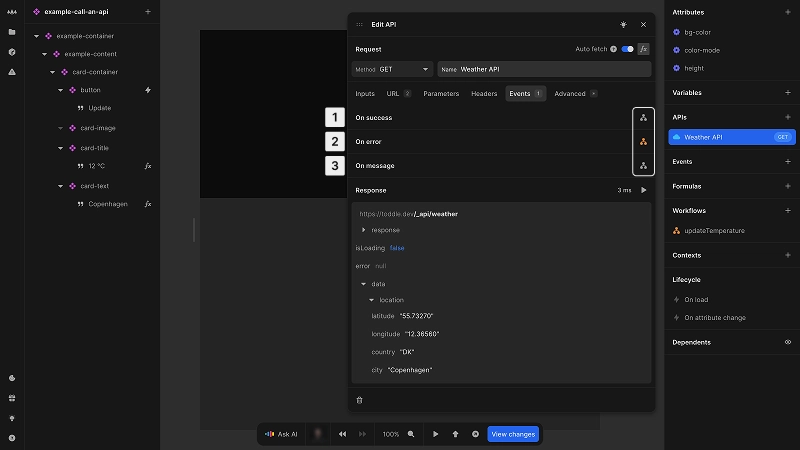 example-call-an-api
example-container
example-content
card-container
button
Update
card-image
card-title
12 °C
fx
card-text
Copenhagen
fx
Edit API
Request
Auto fetch
fx
Method GET
Name Weather API
Inputs
URL 2
Parameters
Headers
Events 1
Advanced
1 On success
2 On error
3 On message
Response
3 ms
https://toddle.dev/_api/weather
response
isLoading false
error null
data
location
latitude "55.73270"
longitude "12.36560"
country "DK"
city "Copenhagen"
Ask AI
100%
View changes
Attributes
bg-color
color-mode
height
Variables
APIs
Weather API GET
Events
Formulas
Workflows
updateTemperature
Contexts
Lifecycle
On load
On attribute change
Dependents